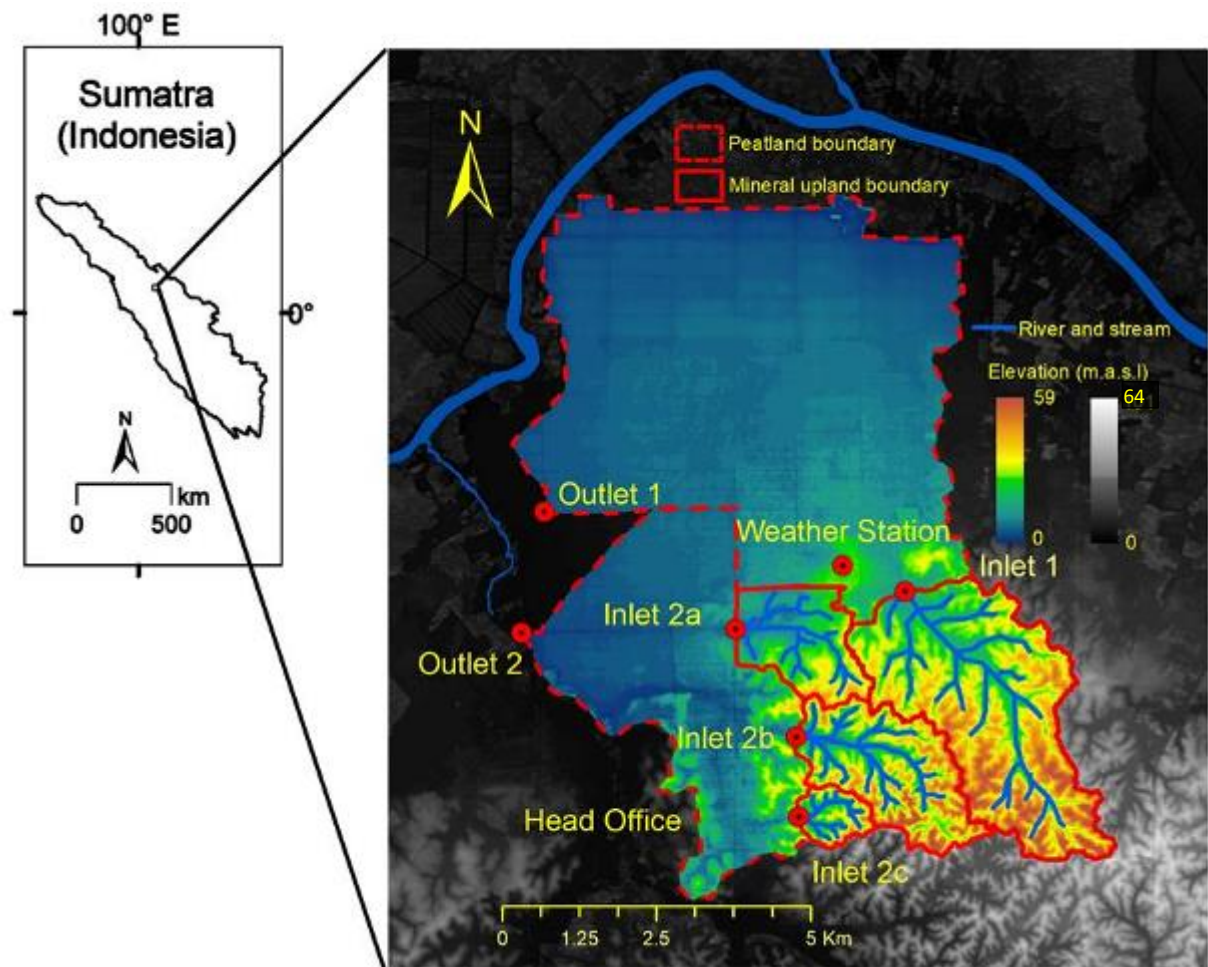 100° E
Sumatra
(Indonesia)
0°
N
km
0 500
N
Peatland boundary
Mineral upland boundary
River and stream
Elevation (m.a.s.l)
59 64
0 0
Outlet 1
Weather Station
Inlet 1
Inlet 2a
Outlet 2
Inlet 2b
Head Office
Inlet 2c
0 1.25 2.5 5 Km